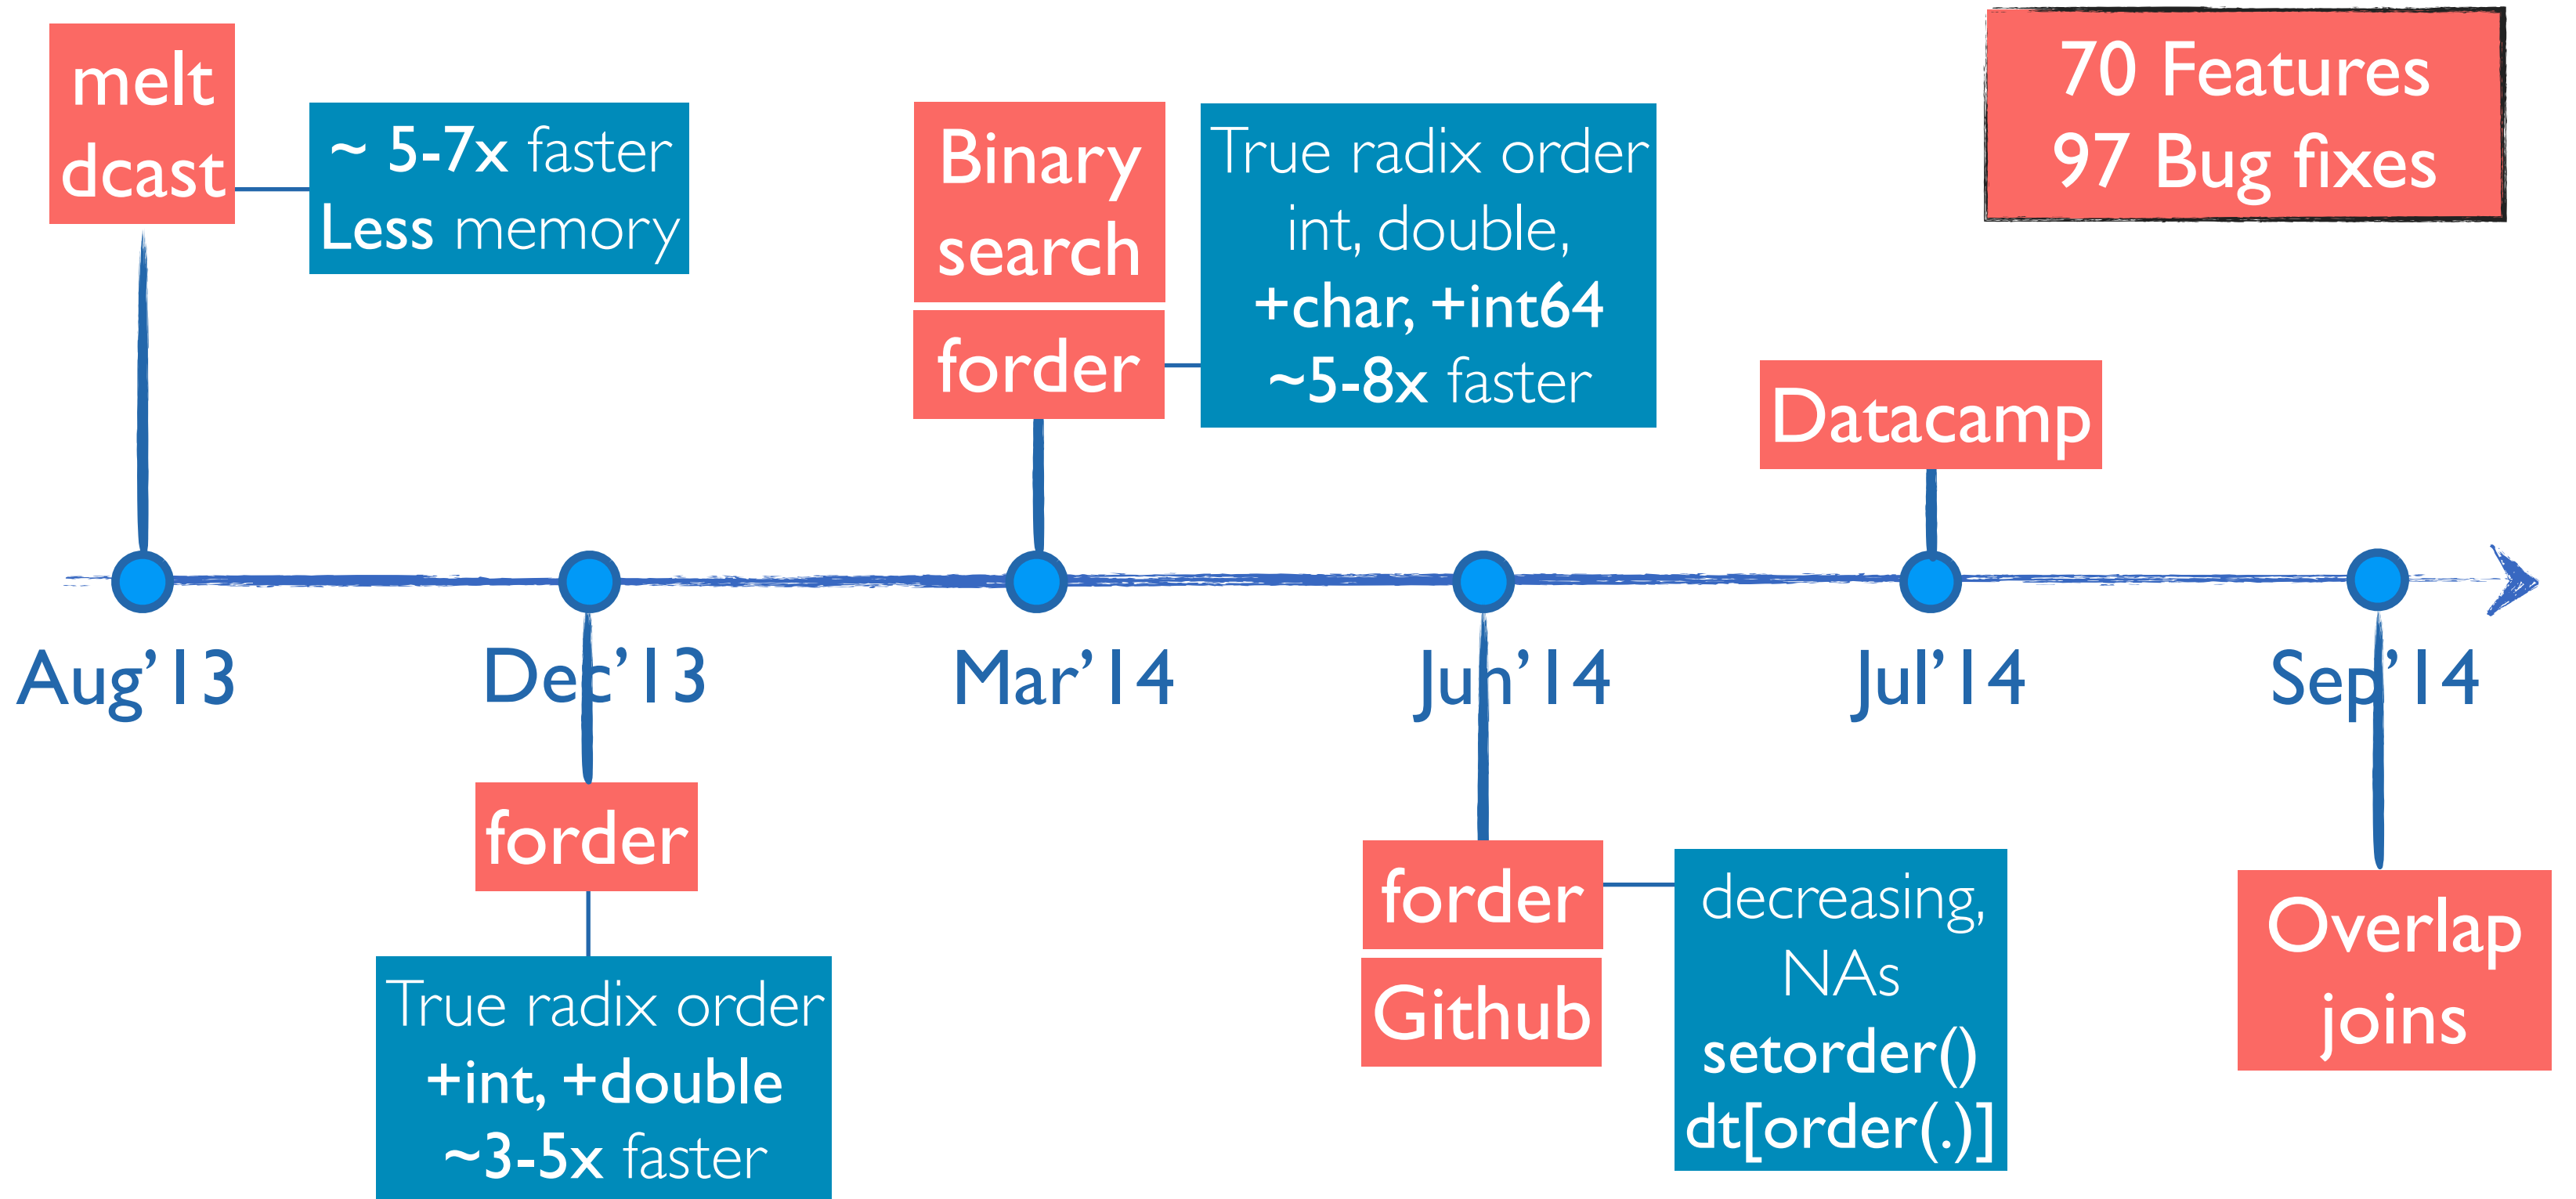 melt
dcast
~ 5-7x faster
Less memory
Binary
search
forder
True radix order
int, double,
+char, +int64
~5-8x faster
70 Features
97 Bug fixes
Datacamp
Aug’13
Dec’13
Mar’14
Jun’14
Jul’14
Sep’14
forder
True radix order
+int, +double
~3-5x faster
forder
Github
decreasing,
NAs
setorder()
dt[order(.)]
Overlap
joins